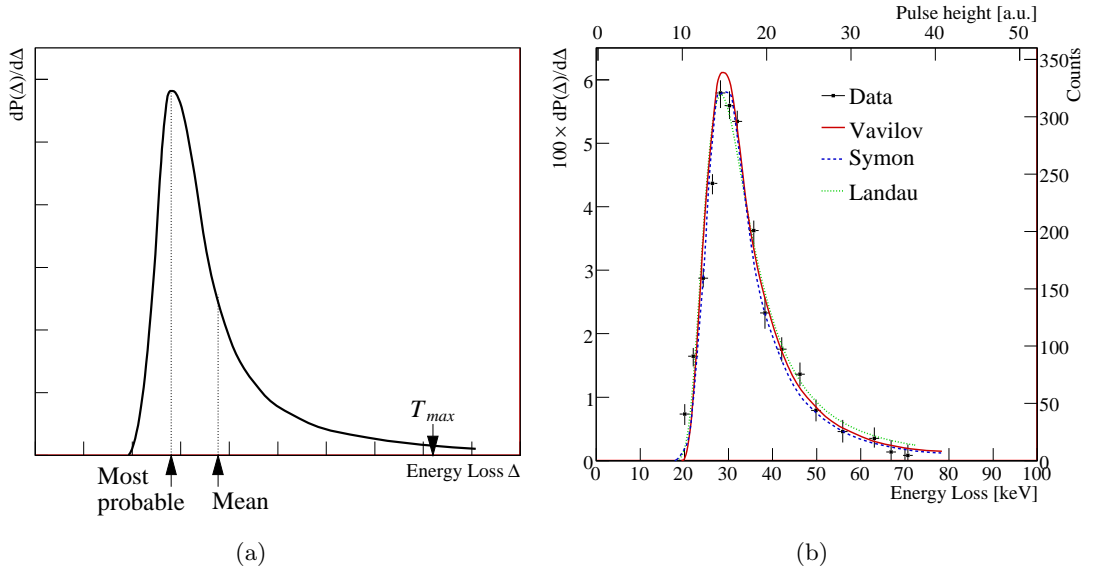 dP(Δ)/dΔ
T max
Energy Loss Δ
Most
probable
Mean
(a)
Pulse height [a.u.]
0 10 20 30 40 50
100 × dP(Δ)/dΔ
6
5
4
3
2
1
0
Counts
350
300
250
200
150
100
50
0
Data
Vavilov
Symon
Landau
0 10 20 30 40 50 60 70 80 90 100
Energy Loss [keV]
(b)